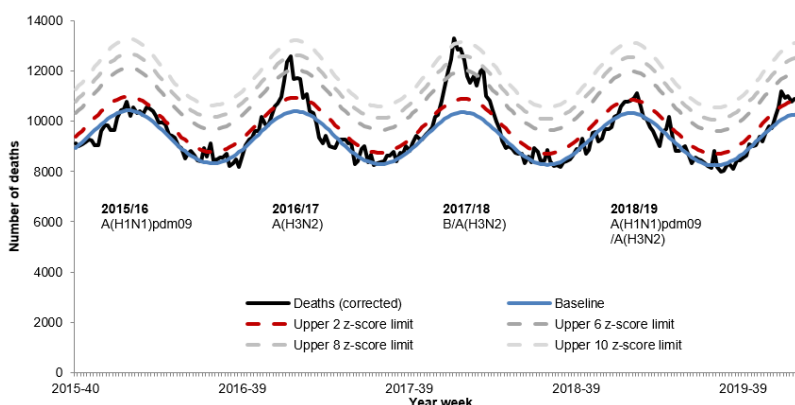 14000
12000
10000
8000
6000
4000
2000
0
Number of deaths
2015/16
A(H1N1)pdm09
2016/17
A(H3N2)
2017/18
B/A(H3N2)
2018/19
A(H1N1)pdm09
/A(H3N2)
Deaths (corrected)
Baseline
Upper 2 z-score limit
Upper 6 z-score limit
Upper 8 z-score limit
Upper 10 z-score limit
2015-40
2016-39
2017-39
2018-39
2019-39
Year week